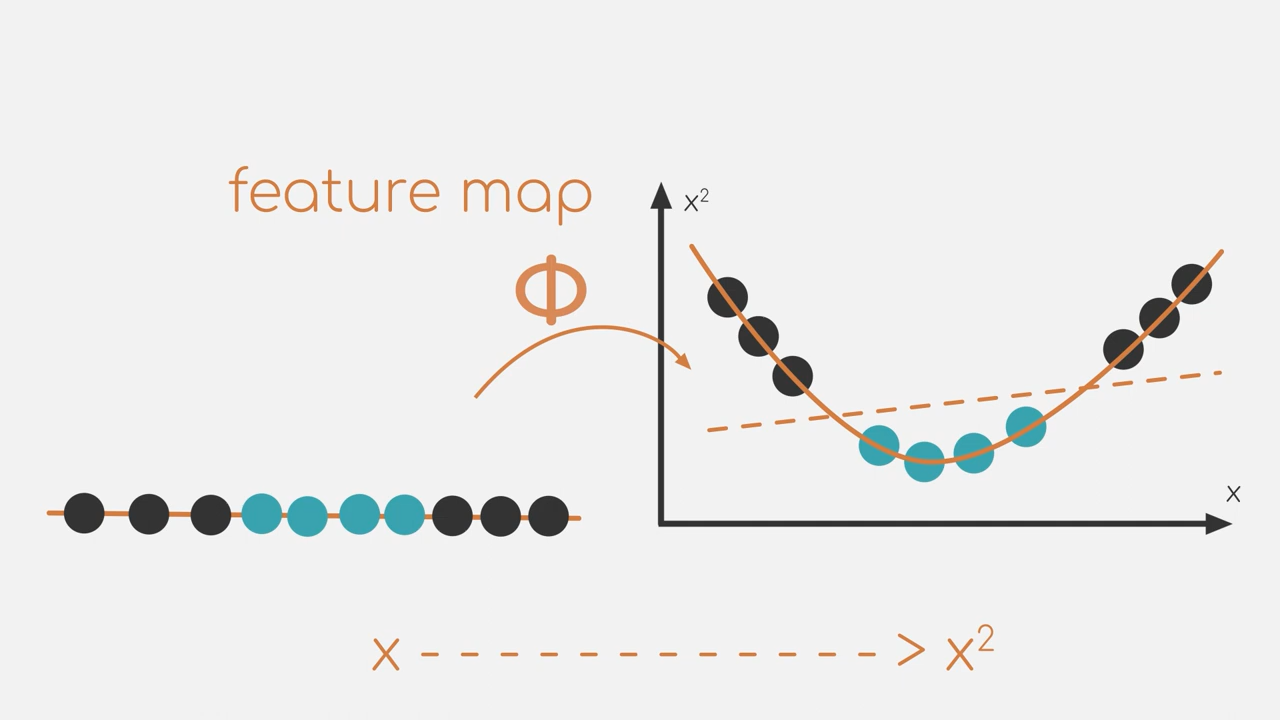 feature map
Φ
x²
x
x - - - - - - - - - - - - > x²